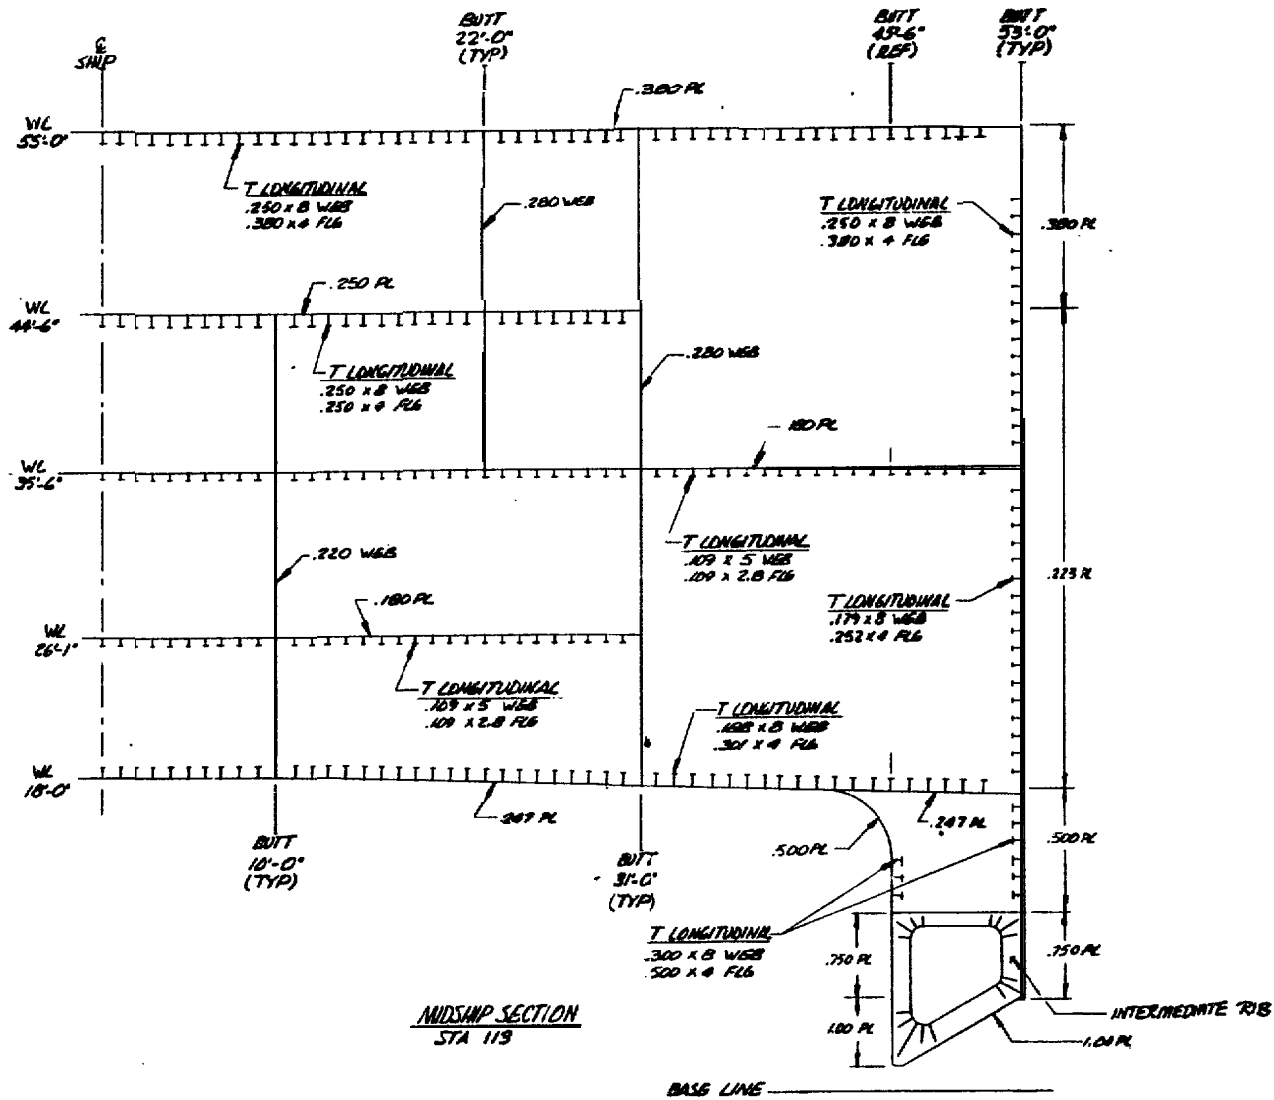 ℄
SHIP
BUTT
22'-0"
(TYP)
BUTT
45'-6"
(REF)
BUTT
53'-0"
(TYP)
WL
55'-0"
.380 PL
T LONGITUDINAL
.250 x 8 WEB
.380 x 4 FLG
.280 WEB
T LONGITUDINAL
.250 x 8 WEB
.380 x 4 FLG
.380 PL
WL
44'-6"
.250 PL
T LONGITUDINAL
.250 x 8 WEB
.250 x 4 FLG
.280 WEB
.180 PL
WL
35'-6"
T LONGITUDINAL
.109 x 5 WEB
.109 x 2.8 FLG
.220 WEB
.223 PL
T LONGITUDINAL
.179 x 8 WEB
.252 x 4 FLG
.180 PL
WL
26'-1"
T LONGITUDINAL
.109 x 5 WEB
.109 x 2.8 FLG
T LONGITUDINAL
.188 x 8 WEB
.301 x 4 FLG
WL
18'-0"
.247 PL
.247 PL
.500 PL
.500 PL
BUTT
10'-0"
(TYP)
BUTT
31'-0"
(TYP)
T LONGITUDINAL
.300 x 8 WEB
.500 x 4 FLG
.750 PL
.750 PL
1.00 PL
INTERMEDIATE RIB
1.00 PL
MIDSHIP SECTION
STA 113
BASE LINE